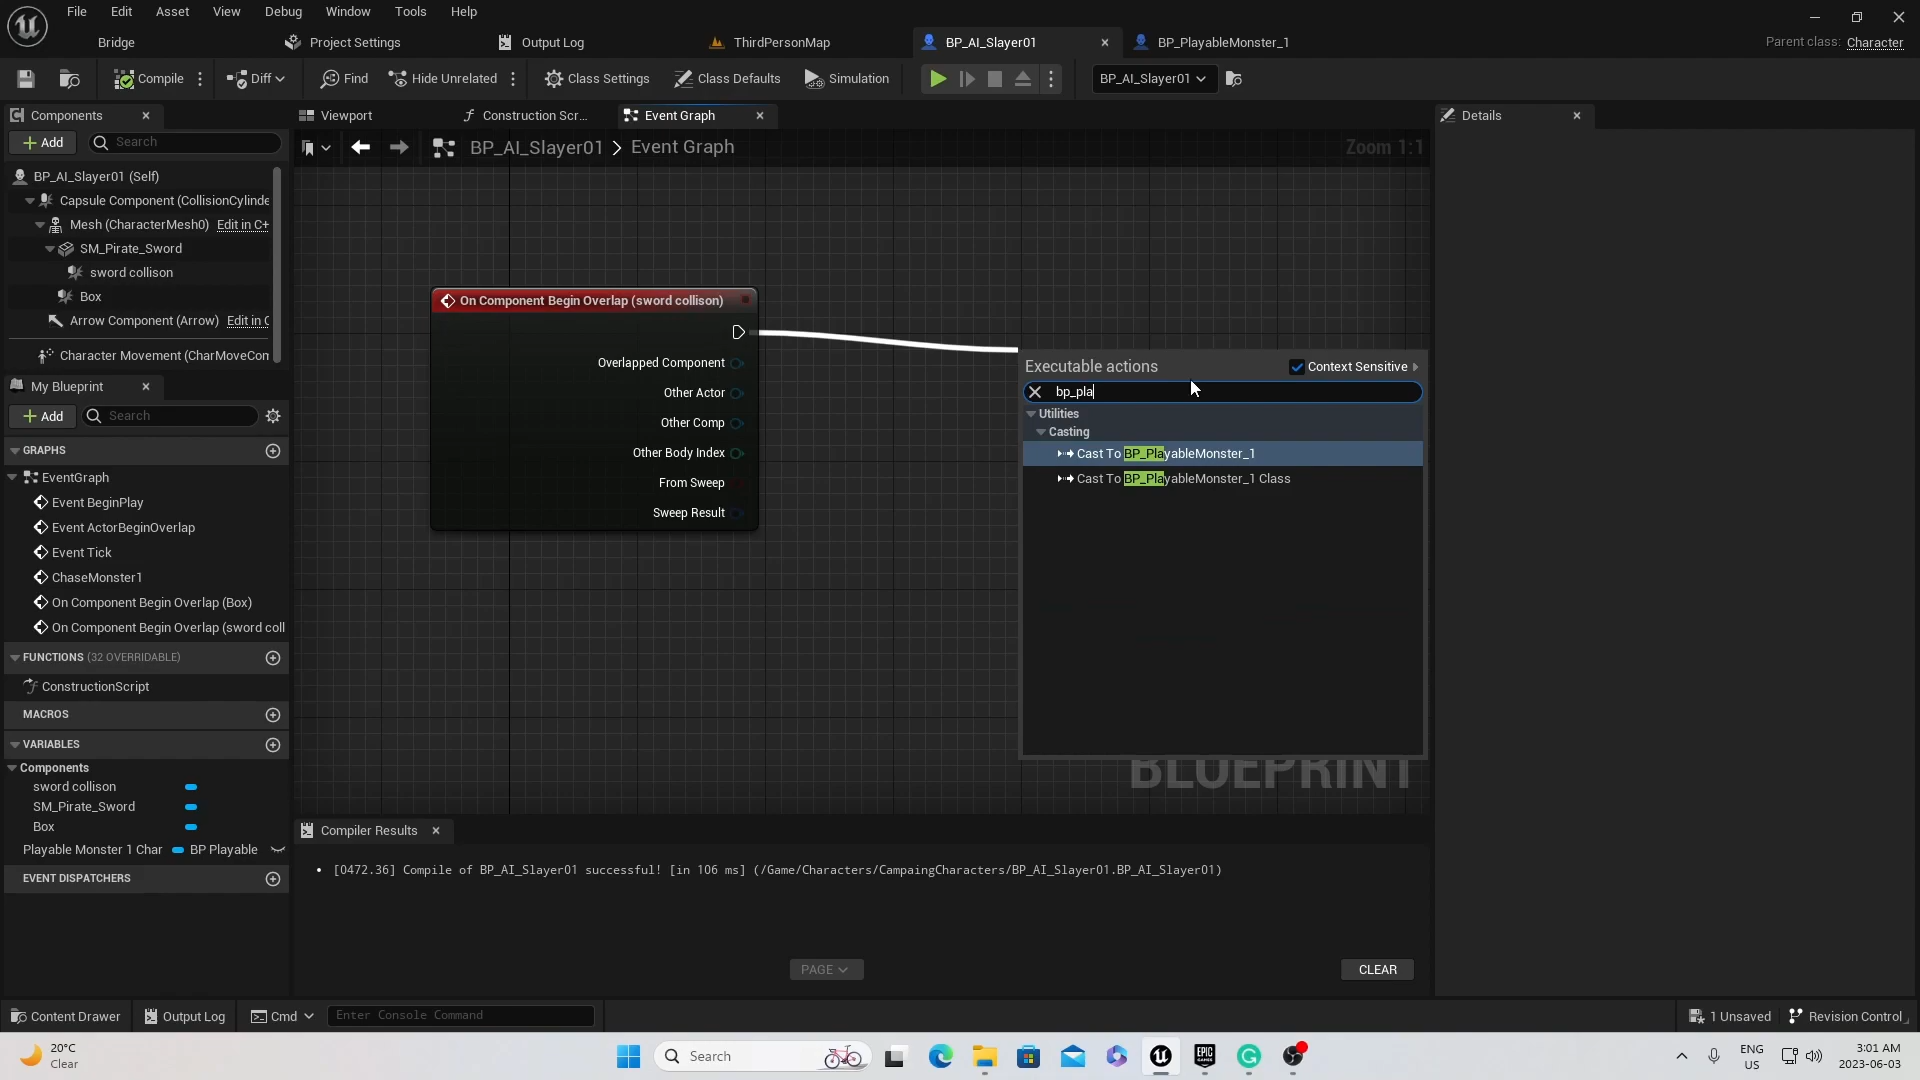 File Edit Asset View Debug Window Tools Help
Bridge Project Settings Output Log ThirdPersonMap BP_AI_Slayer01 BP_PlayableMonster_1 Parent class: Character
Compile Diff Find Hide Unrelated Class Settings Class Defaults Simulation BP_AI_Slayer01
Components Viewport Construction Scr... Event Graph Details
Add Search
BP_AI_Slayer01 > Event Graph Zoom 1:1
BP_AI_Slayer01 (Self)
Capsule Component (CollisionCylinde
Mesh (CharacterMesh0) Edit in C+
SM_Pirate_Sword
sword collison
Box
Arrow Component (Arrow) Edit in C
Character Movement (CharMoveCom
My Blueprint
Add Search
GRAPHS
EventGraph
Event BeginPlay
Event ActorBeginOverlap
Event Tick
ChaseMonster1
On Component Begin Overlap (Box)
On Component Begin Overlap (sword coll
FUNCTIONS (32 OVERRIDABLE)
ConstructionScript
MACROS
VARIABLES
Components
sword collison
SM_Pirate_Sword
Box
Playable Monster 1 Char BP Playable
EVENT DISPATCHERS
On Component Begin Overlap (sword collison)
Overlapped Component
Other Actor
Other Comp
Other Body Index
From Sweep
Sweep Result
Executable actions Context Sensitive
bp_pla
Utilities
Casting
Cast To BP_PlayableMonster_1
Cast To BP_PlayableMonster_1 Class
BLUEPRINT
Compiler Results
[0472.36] Compile of BP_AI_Slayer01 successful! [in 106 ms] (/Game/Characters/CampaingCharacters/BP_AI_Slayer01.BP_AI_Slayer01)
PAGE CLEAR
Content Drawer Output Log Cmd Enter Console Command 1 Unsaved Revision Control
20°C
Clear
Search
ENG
US
3:01 AM
2023-06-03